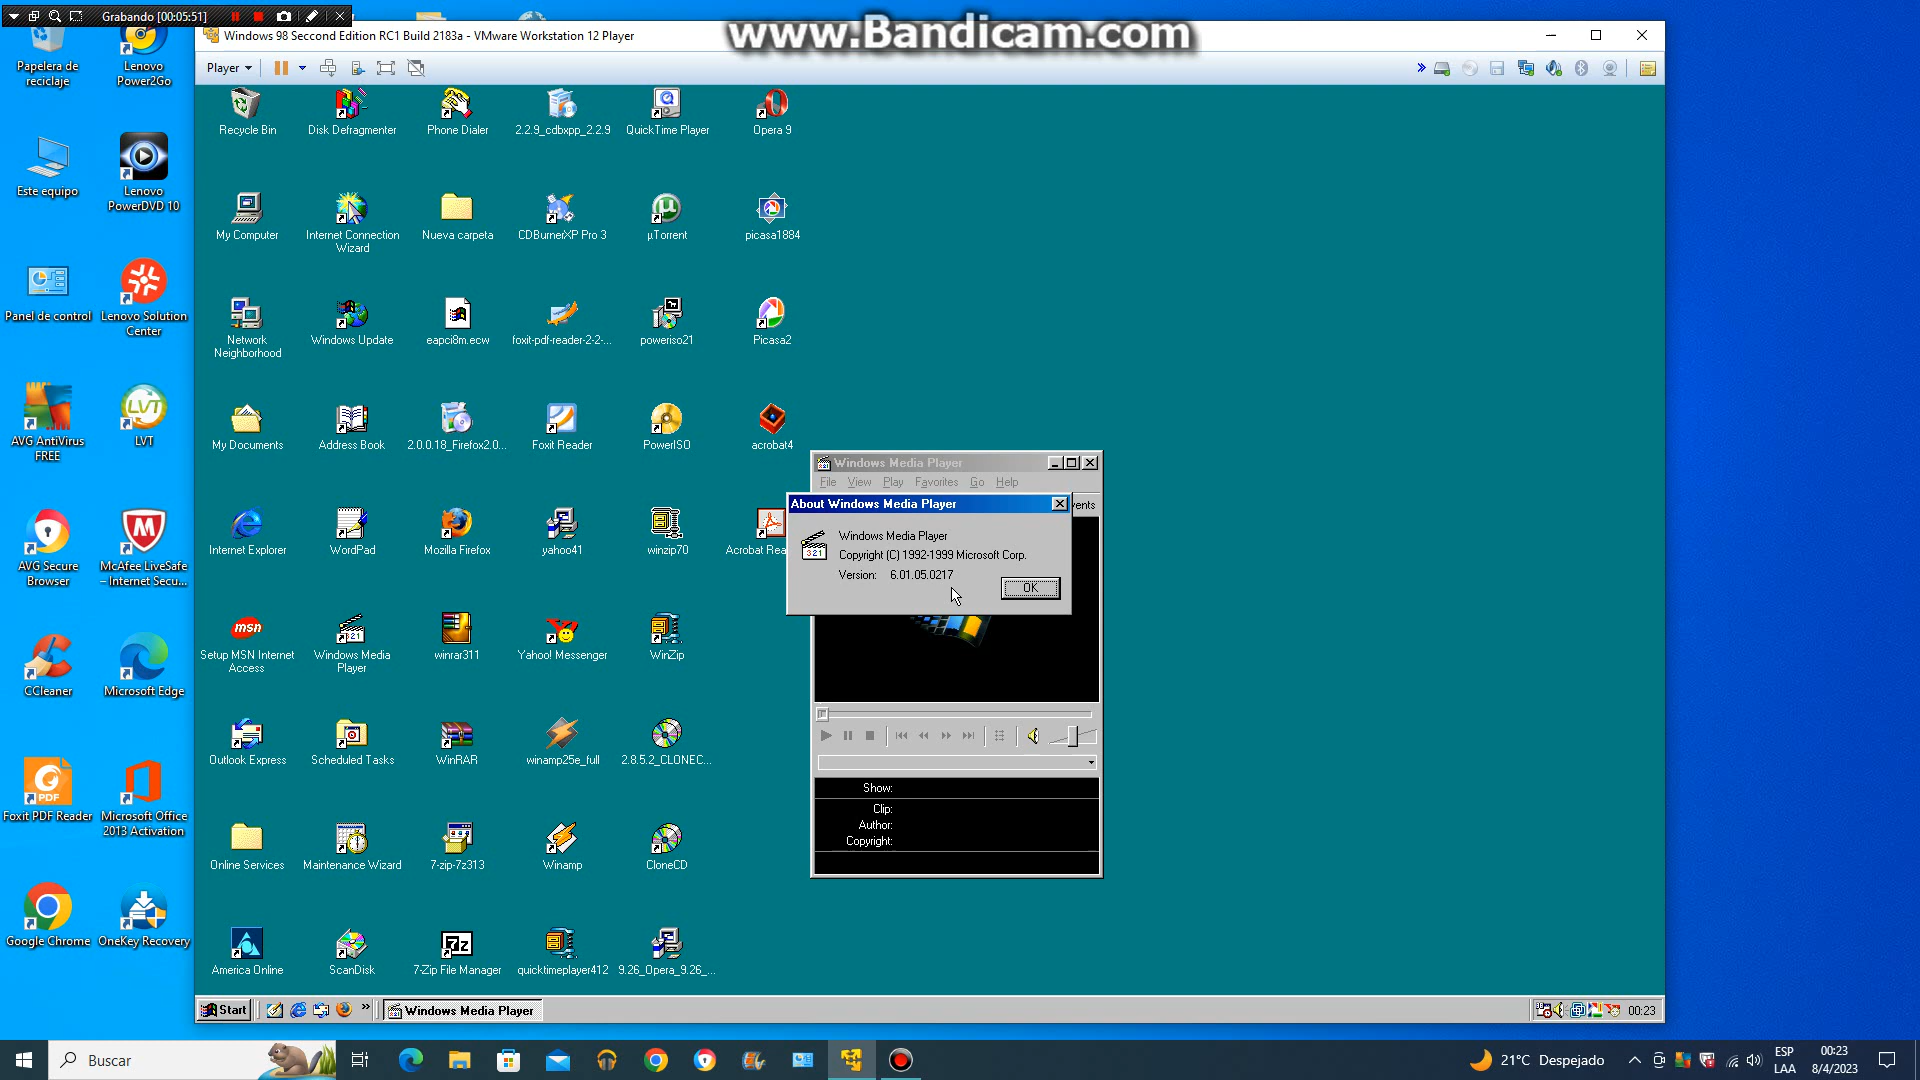 Grabando [00:05:51]
www.Bandicam.com
Windows 98 Seccond Edition RC1 Build 2183a - VMware Workstation 12 Player
Player
Papelera de
reciclaje
Lenovo
Power2Go
Este equipo
Lenovo
PowerDVD 10
Panel de control
Lenovo Solution
Center
AVG AntiVirus
FREE
LVT
AVG Secure
Browser
McAfee LiveSafe
– Internet Secu...
CCleaner
Microsoft Edge
Foxit PDF Reader
Microsoft Office
2013 Activation
Google Chrome
OneKey Recovery
Recycle Bin
Disk Defragmenter
Phone Dialer
2.2.9_cdbxpp_2.2.9
QuickTime Player
Opera 9
My Computer
Internet Connection
Wizard
Nueva carpeta
CDBurnerXP Pro 3
µTorrent
picasa1884
Network
Neighborhood
Windows Update
eapci8m.ecw
foxit-pdf-reader-2-2-...
poweriso21
Picasa2
My Documents
Address Book
2.0.0.18_Firefox2.0...
Foxit Reader
PowerISO
acrobat4
Internet Explorer
WordPad
Mozilla Firefox
yahoo41
winzip70
Acrobat Rea
Setup MSN Internet
Access
Windows Media
Player
winrar311
Yahoo! Messenger
WinZip
Outlook Express
Scheduled Tasks
WinRAR
winamp25e_full
2.8.5.2_CLONEC...
Online Services
Maintenance Wizard
7-zip-7z313
Winamp
CloneCD
America Online
ScanDisk
7-Zip File Manager
quicktimeplayer412
9.26_Opera_9.26_...
Windows Media Player
File View Play Favorites Go Help
vents
About Windows Media Player
Windows Media Player
Copyright (C) 1992-1999 Microsoft Corp.
Version: 6.01.05.0217
OK
Show:
Clip:
Author:
Copyright:
Start
Windows Media Player
00:23
Buscar
21°C Despejado
ESP
LAA
00:23
8/4/2023